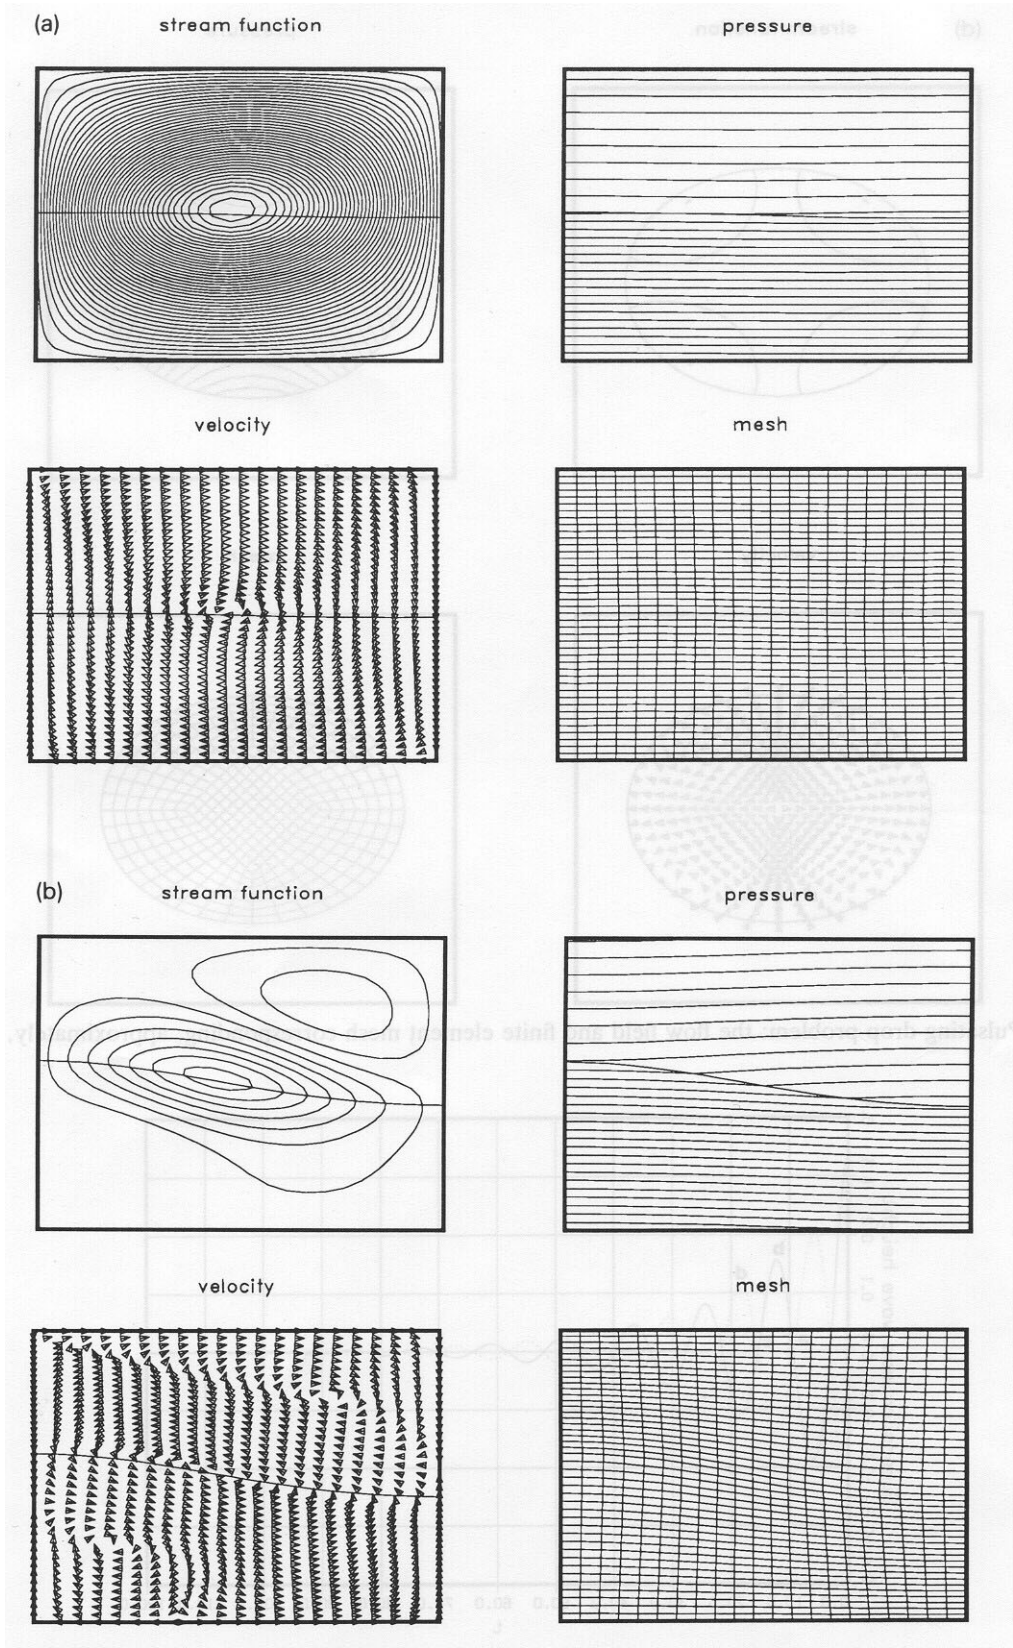 (a)
stream function
pressure
velocity
mesh
(b)
stream function
pressure
velocity
mesh